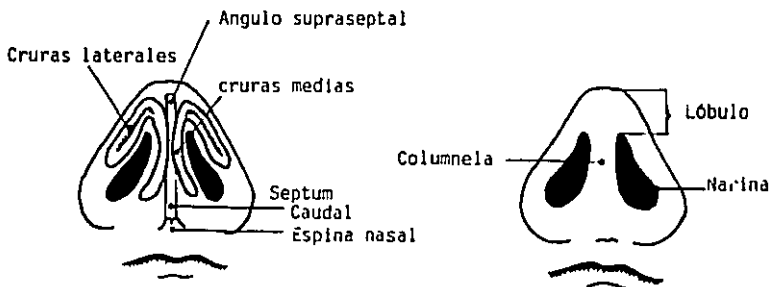 Angulo supraseptal
Cruras laterales
cruras medias
Septum
Caudal
Espina nasal
Lóbulo
Columnela
Narina